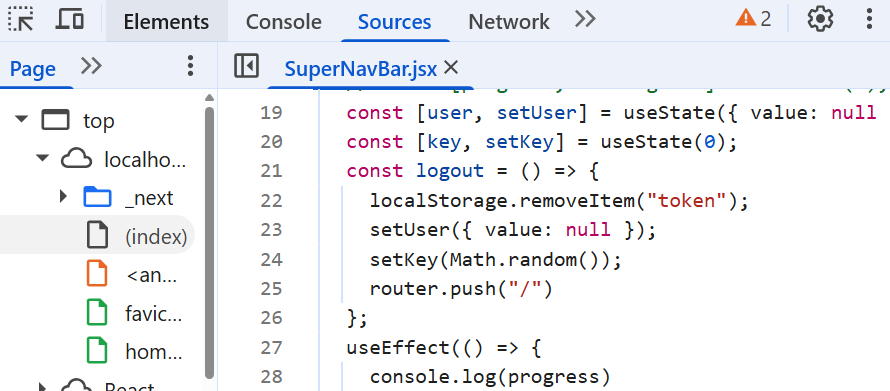 Elements Console Sources Network 2
Page SuperNavBar.jsx
top
localho...
_next
(index)
<an...
favic...
hom...
19 const [user, setUser] = useState({ value: null
20 const [key, setKey] = useState(0);
21 const logout = () => {
22 localStorage.removeItem("token");
23 setUser({ value: null });
24 setKey(Math.random());
25 router.push("/")
26 };
27 useEffect(() => {
28 console.log(progress)